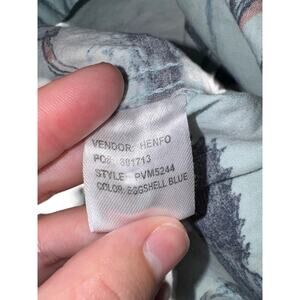 VENDOR: HENFO
PO#: 301713
STYLE: PVM5244
COLOR: EGGSHELL BLUE